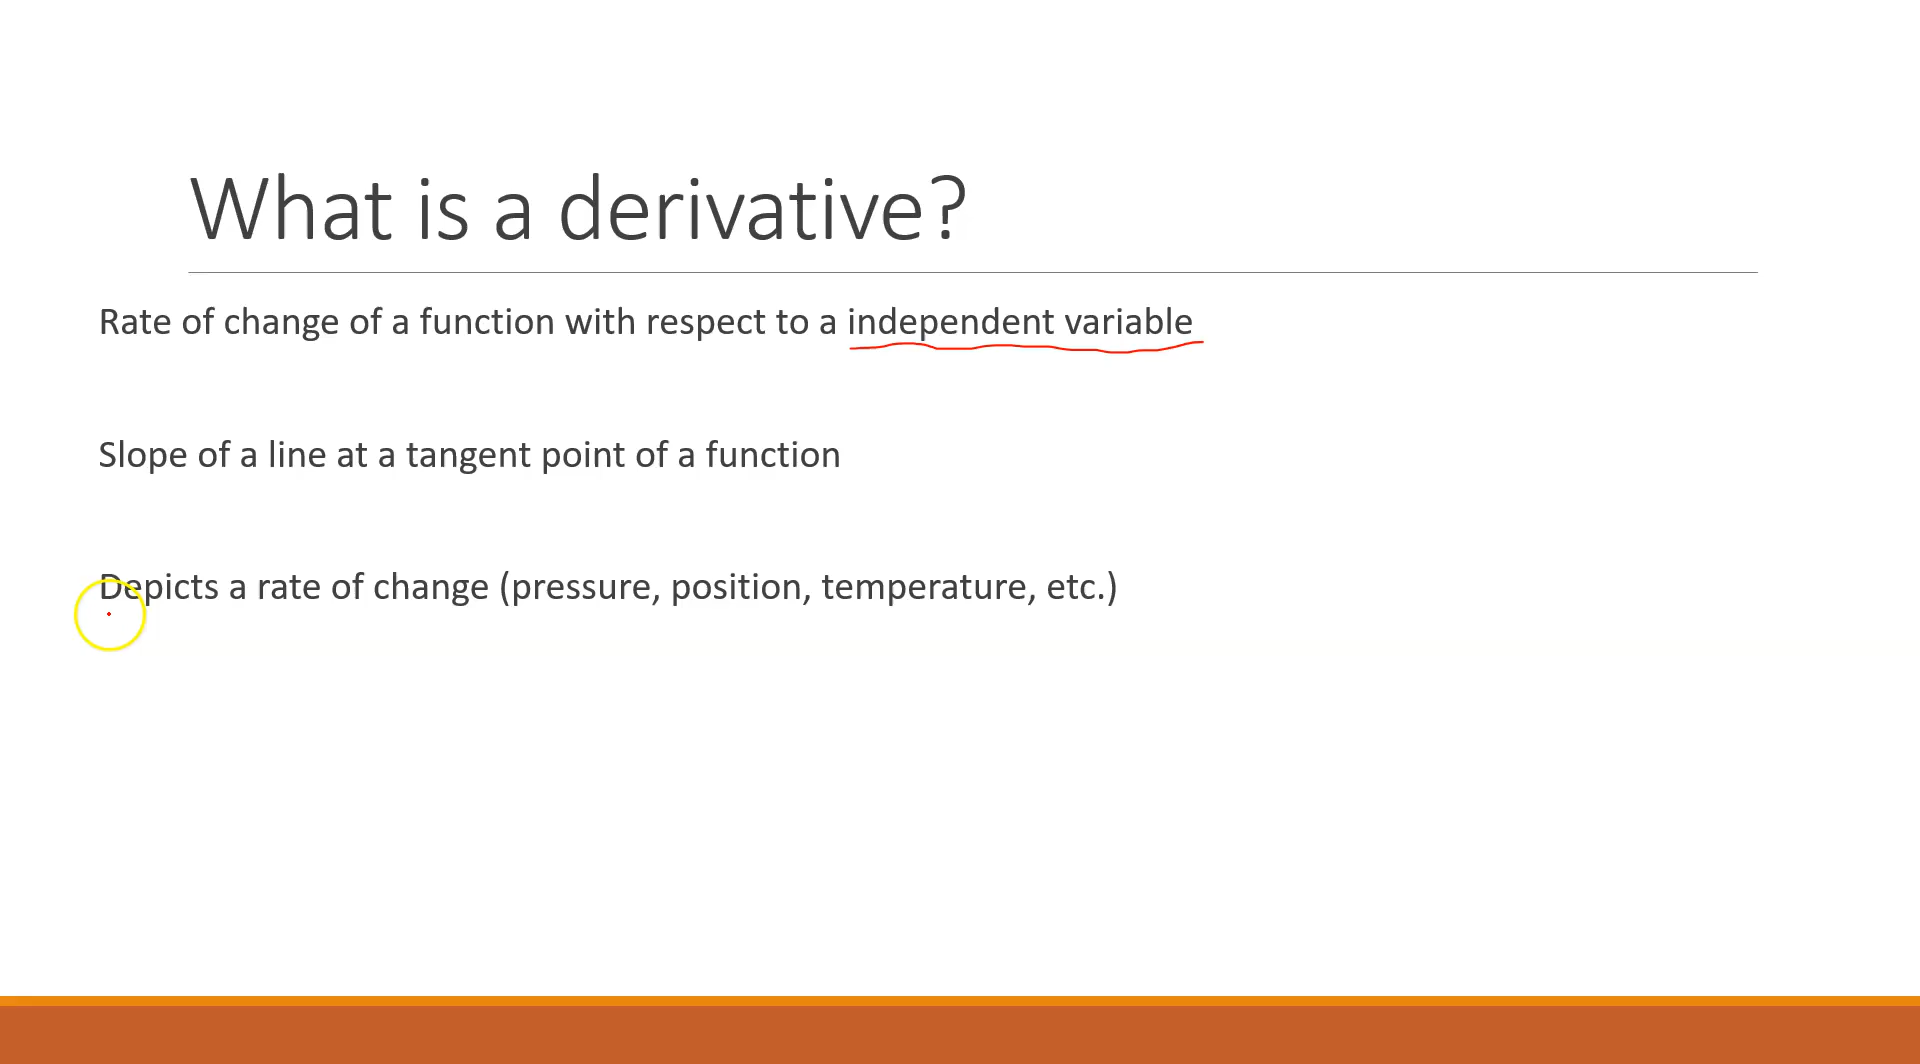 What is a derivative?
Rate of change of a function with respect to a independent variable
Slope of a line at a tangent point of a function
Depicts a rate of change (pressure, position, temperature, etc.)